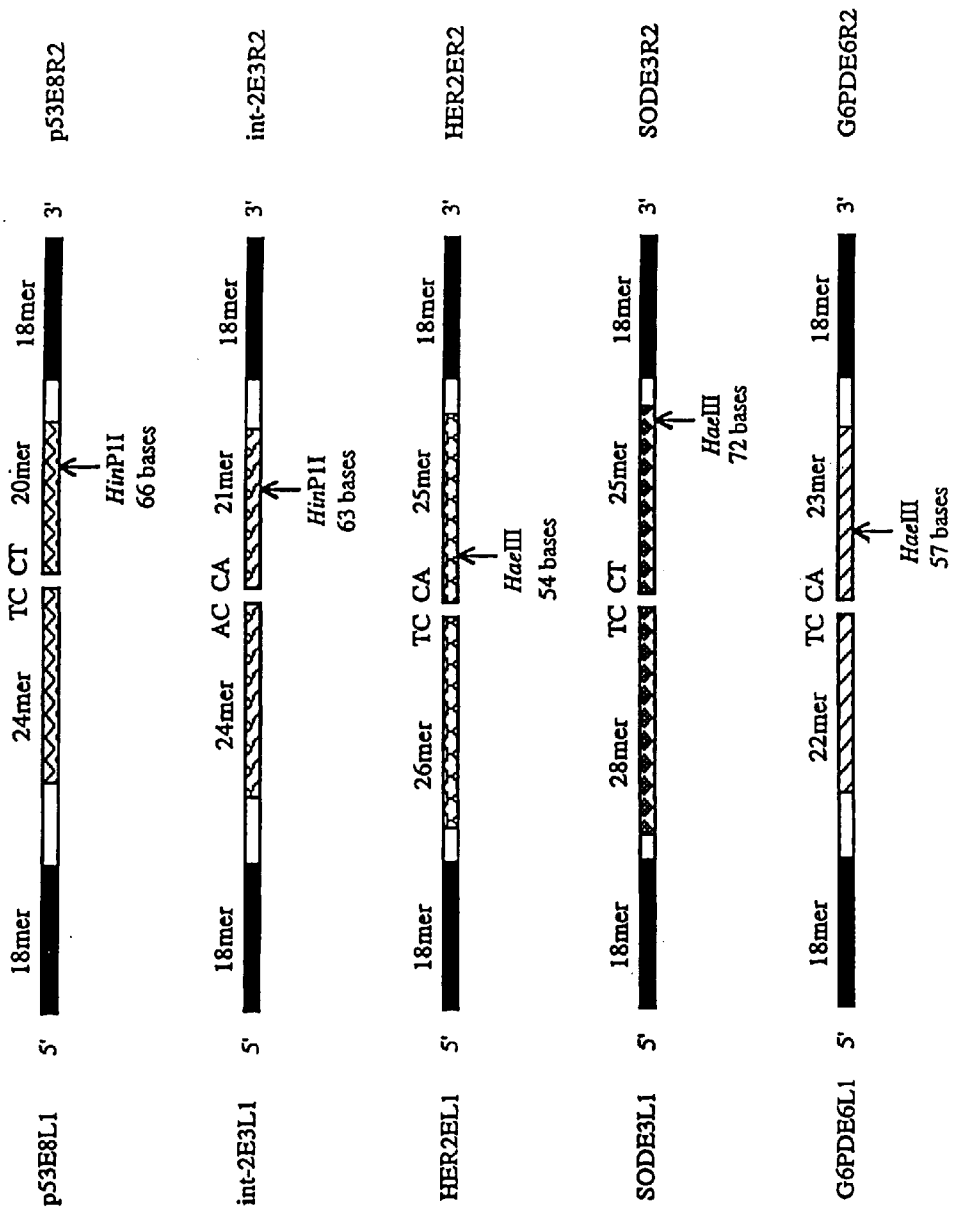 p53E8L1 5' 18mer 24mer TC CT 20mer 18mer 3' p53E8R2
HinP1I
66 bases
int-2E3L1 5' 18mer 24mer AC CA 21mer 18mer 3' int-2E3R2
HinP1I
63 bases
HER2EL1 5' 18mer 26mer TC CA 25mer 18mer 3' HER2ER2
HaeIII
54 bases
SODE3L1 5' 18mer 28mer TC CT 25mer 18mer 3' SODE3R2
HaeIII
72 bases
G6PDE6L1 5' 18mer 22mer TC CA 23mer 18mer 3' G6PDE6R2
HaeIII
57 bases